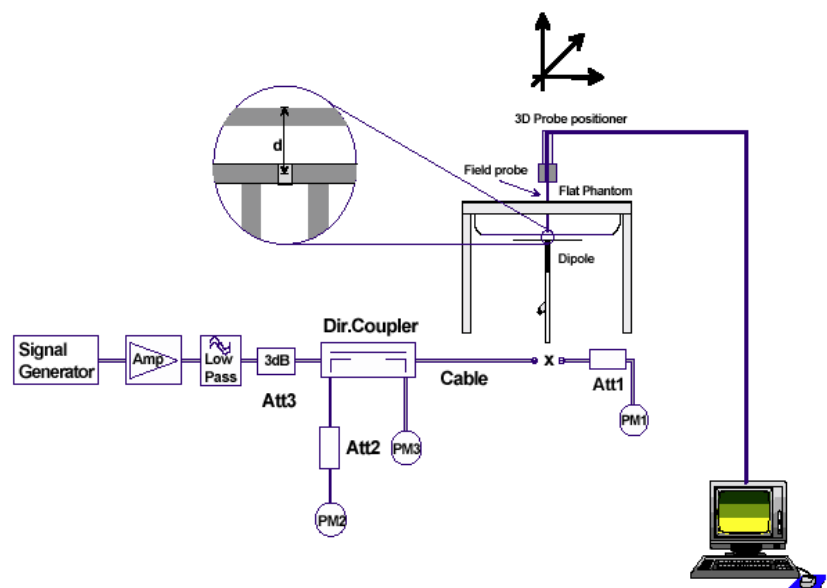 3D Probe positioner
d
Field probe
Flat Phantom
Dipole
Dir.Coupler
Signal
Generator
Amp
Low
Pass
3dB
Cable
x
Att3
Att1
Att2
PM3
PM1
PM2